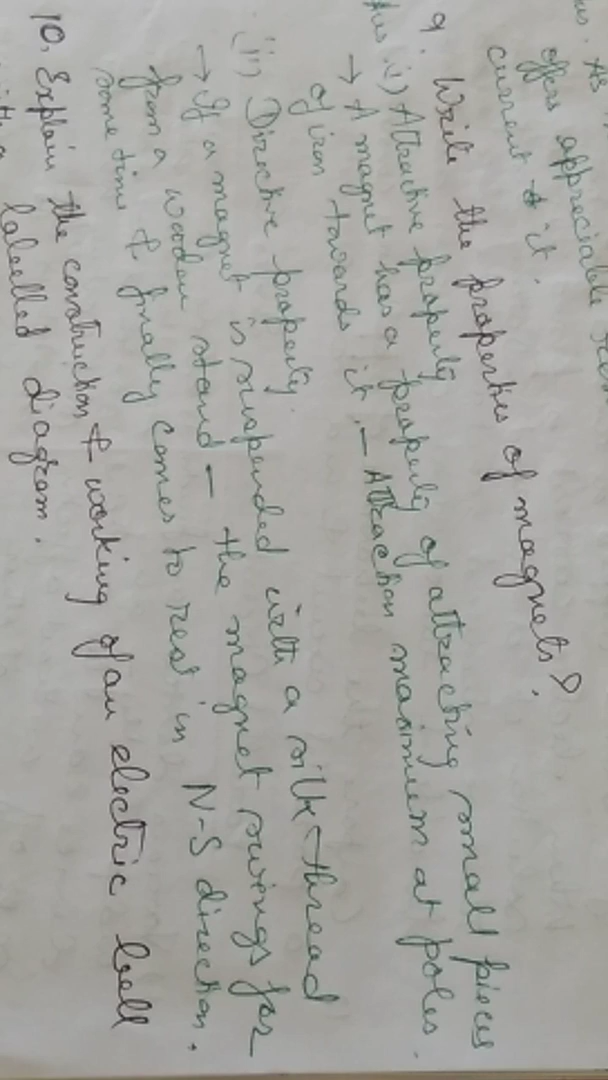 us. As
offers appreciable
current to it.
9. Write the properties of magnets?
i) Attractive property
→ A magnet has a property of attracting small pieces
of iron towards it. – Attraction maximum at poles.
ii) Directive property.
→ If a magnet is suspended with a silk-thread
from a wooden stand – the magnet swings for
some time & finally comes to rest in N-S direction.
10. Explain the construction & working of an electric bell
labelled diagram.